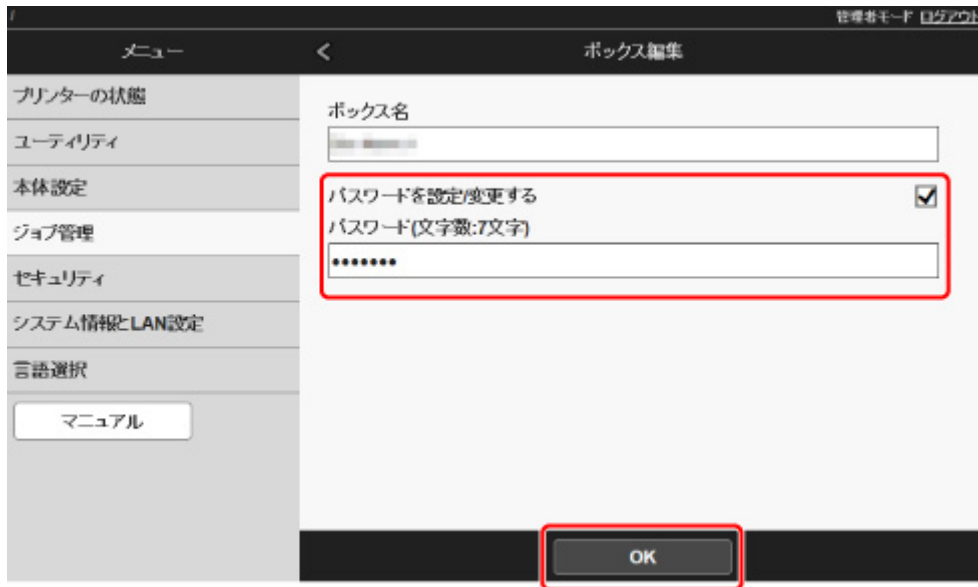 /
管理者モード ログアウト
メニュー
<
ボックス編集
プリンターの状態
ユーティリティ
本体設定
ジョブ管理
セキュリティ
システム情報とLAN設定
言語選択
マニュアル
ボックス名
パスワードを設定/変更する
パスワード(文字数:7文字)
•••••••
OK